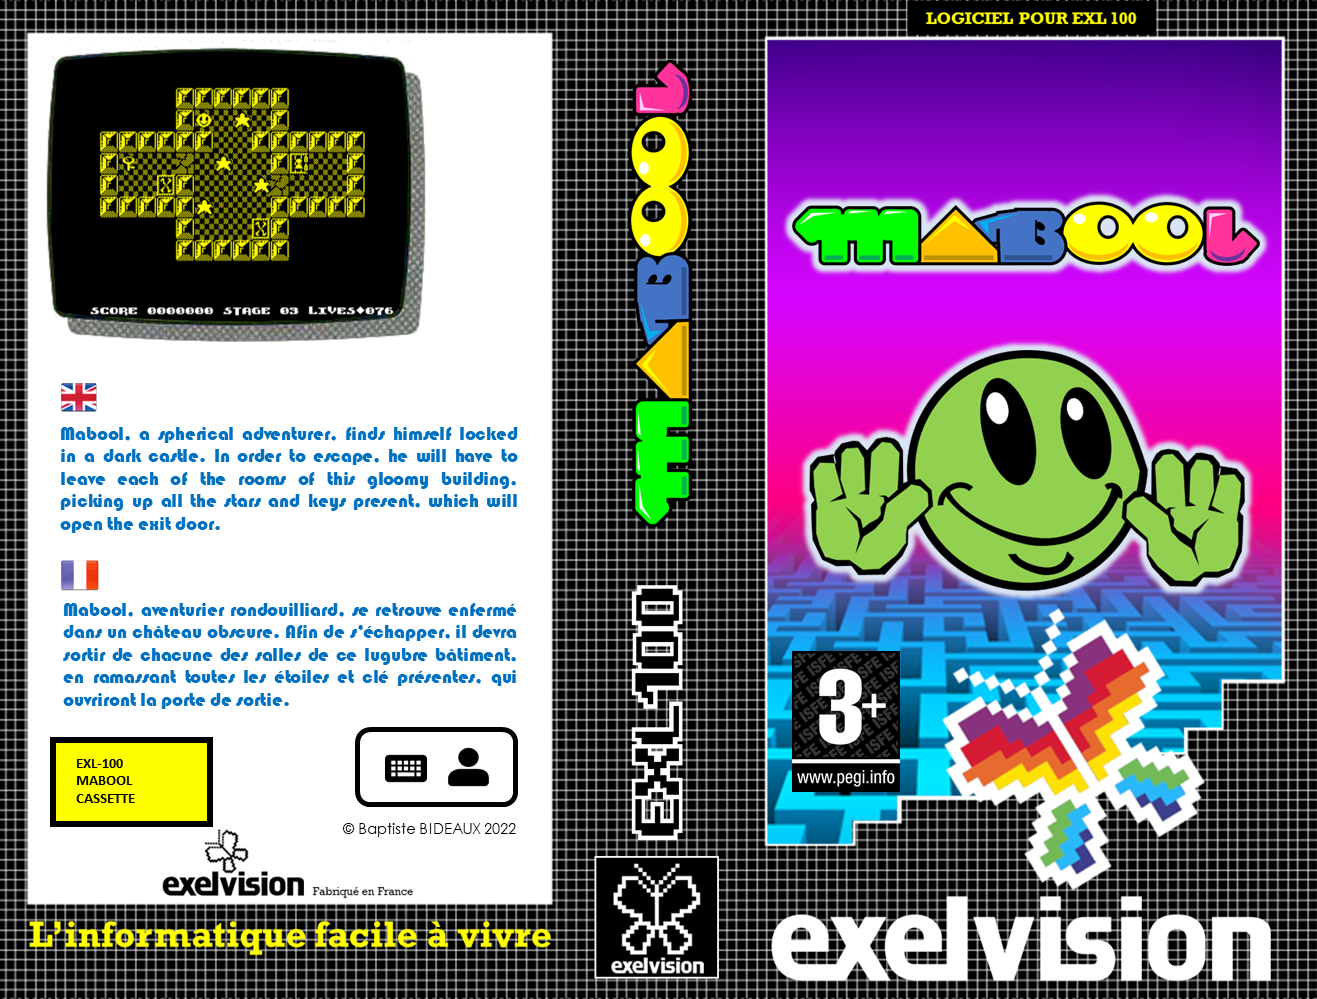 SCORE 0000000 STAGE 03 LIVES♦076
Mabool, a spherical adventurer, finds himself locked
in a dark castle. In order to escape, he will have to
leave each of the rooms of this gloomy building,
picking up all the stars and keys present, which will
open the exit door.
Mabool, aventurier rondouilliard, se retrouve enfermé
dans un château obscure. Afin de s'échapper, il devra
sortir de chacune des salles de ce lugubre bâtiment,
en ramassant toutes les étoiles et clé présentes, qui
ouvriront la porte de sortie.
EXL-100
MABOOL
CASSETTE
© Baptiste BIDEAUX 2022
exelvision Fabriqué en France
L'informatique facile à vivre
MABOOL
EXL100
exelvision
LOGICIEL POUR EXL 100
MABOOL
3+
www.pegi.info
exelvision